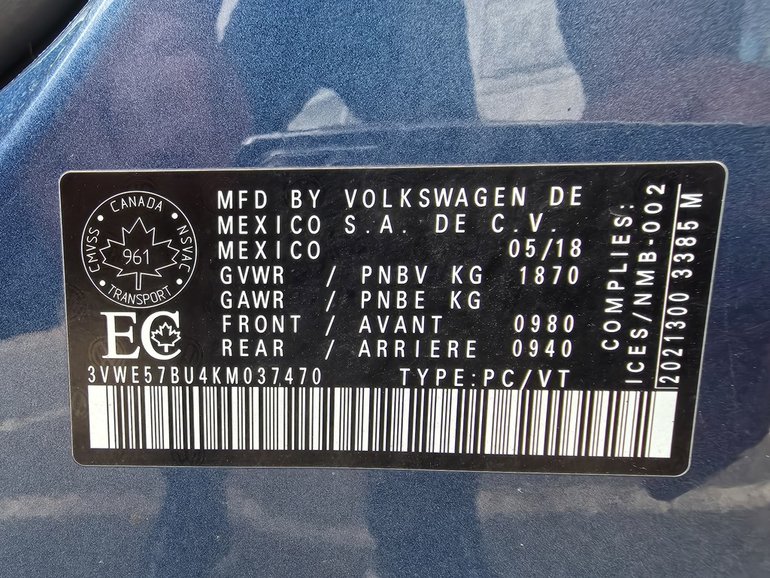 CANADA
CMVSS
NSVAC
961
TRANSPORT
EC
MFD BY VOLKSWAGEN DE
MEXICO S.A. DE C.V.
MEXICO 05/18
GVWR / PNBV KG 1870
GAWR / PNBE KG
FRONT / AVANT 0980
REAR / ARRIERE 0940
3VWE57BU4KM037470 TYPE:PC/VT
COMPLIES:
ICES/NMB-002
2021300 3385 M